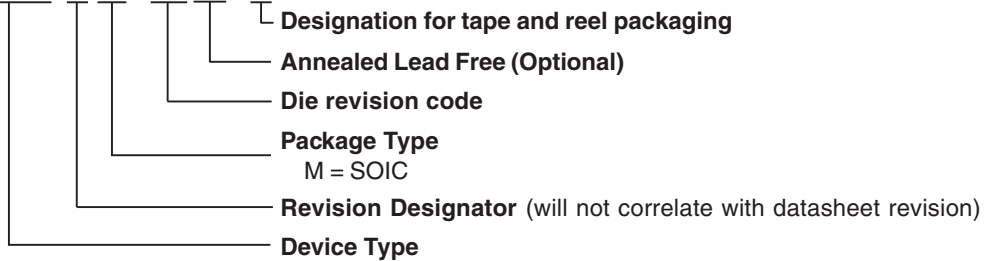 Designation for tape and reel packaging
Annealed Lead Free (Optional)
Die revision code
Package Type
M = SOIC
Revision Designator (will not correlate with datasheet revision)
Device Type